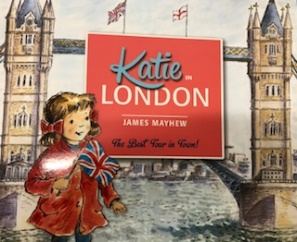 Katie IN
LONDON
JAMES MAYHEW
The Best Tour in Town!